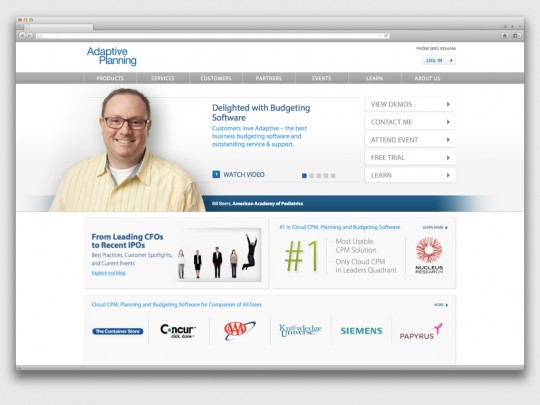 Adaptive
Planning
PHONE (800) 303-6346
LOG IN
PRODUCTS SERVICES CUSTOMERS PARTNERS EVENTS LEARN ABOUT US
Delighted with Budgeting
Software
Customers love Adaptive – the best
business budgeting software and
outstanding service & support.
WATCH VIDEO
VIEW DEMOS
CONTACT ME
ATTEND EVENT
FREE TRIAL
LEARN
Bill Beers, American Academy of Pediatrics
From Leading CFOs
to Recent IPOs
Best Practices, Customer Spotlights,
and Current Events
Explore our blog
#1 in Cloud CPM, Planning and Budgeting Software
LEARN MORE
#1
Most Usable
CPM Solution
Only Cloud CPM
in Leaders Quadrant
NUCLEUS
RESEARCH
Cloud CPM, Planning and Budgeting Software for Companies of All Sizes
MORE
The Container Store
Concur
click. done.
AAA
Knowledge
Universe
SIEMENS
PAPYRUS